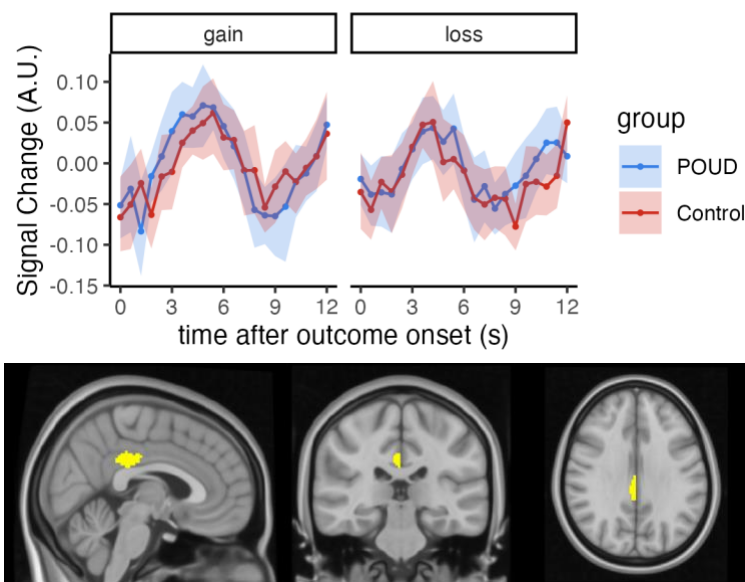 gain
loss
Signal Change (A.U.)
0.10
0.05
0.00
-0.05
-0.10
-0.15
0 3 6 9 12
0 3 6 9 12
time after outcome onset (s)
group
POUD
Control